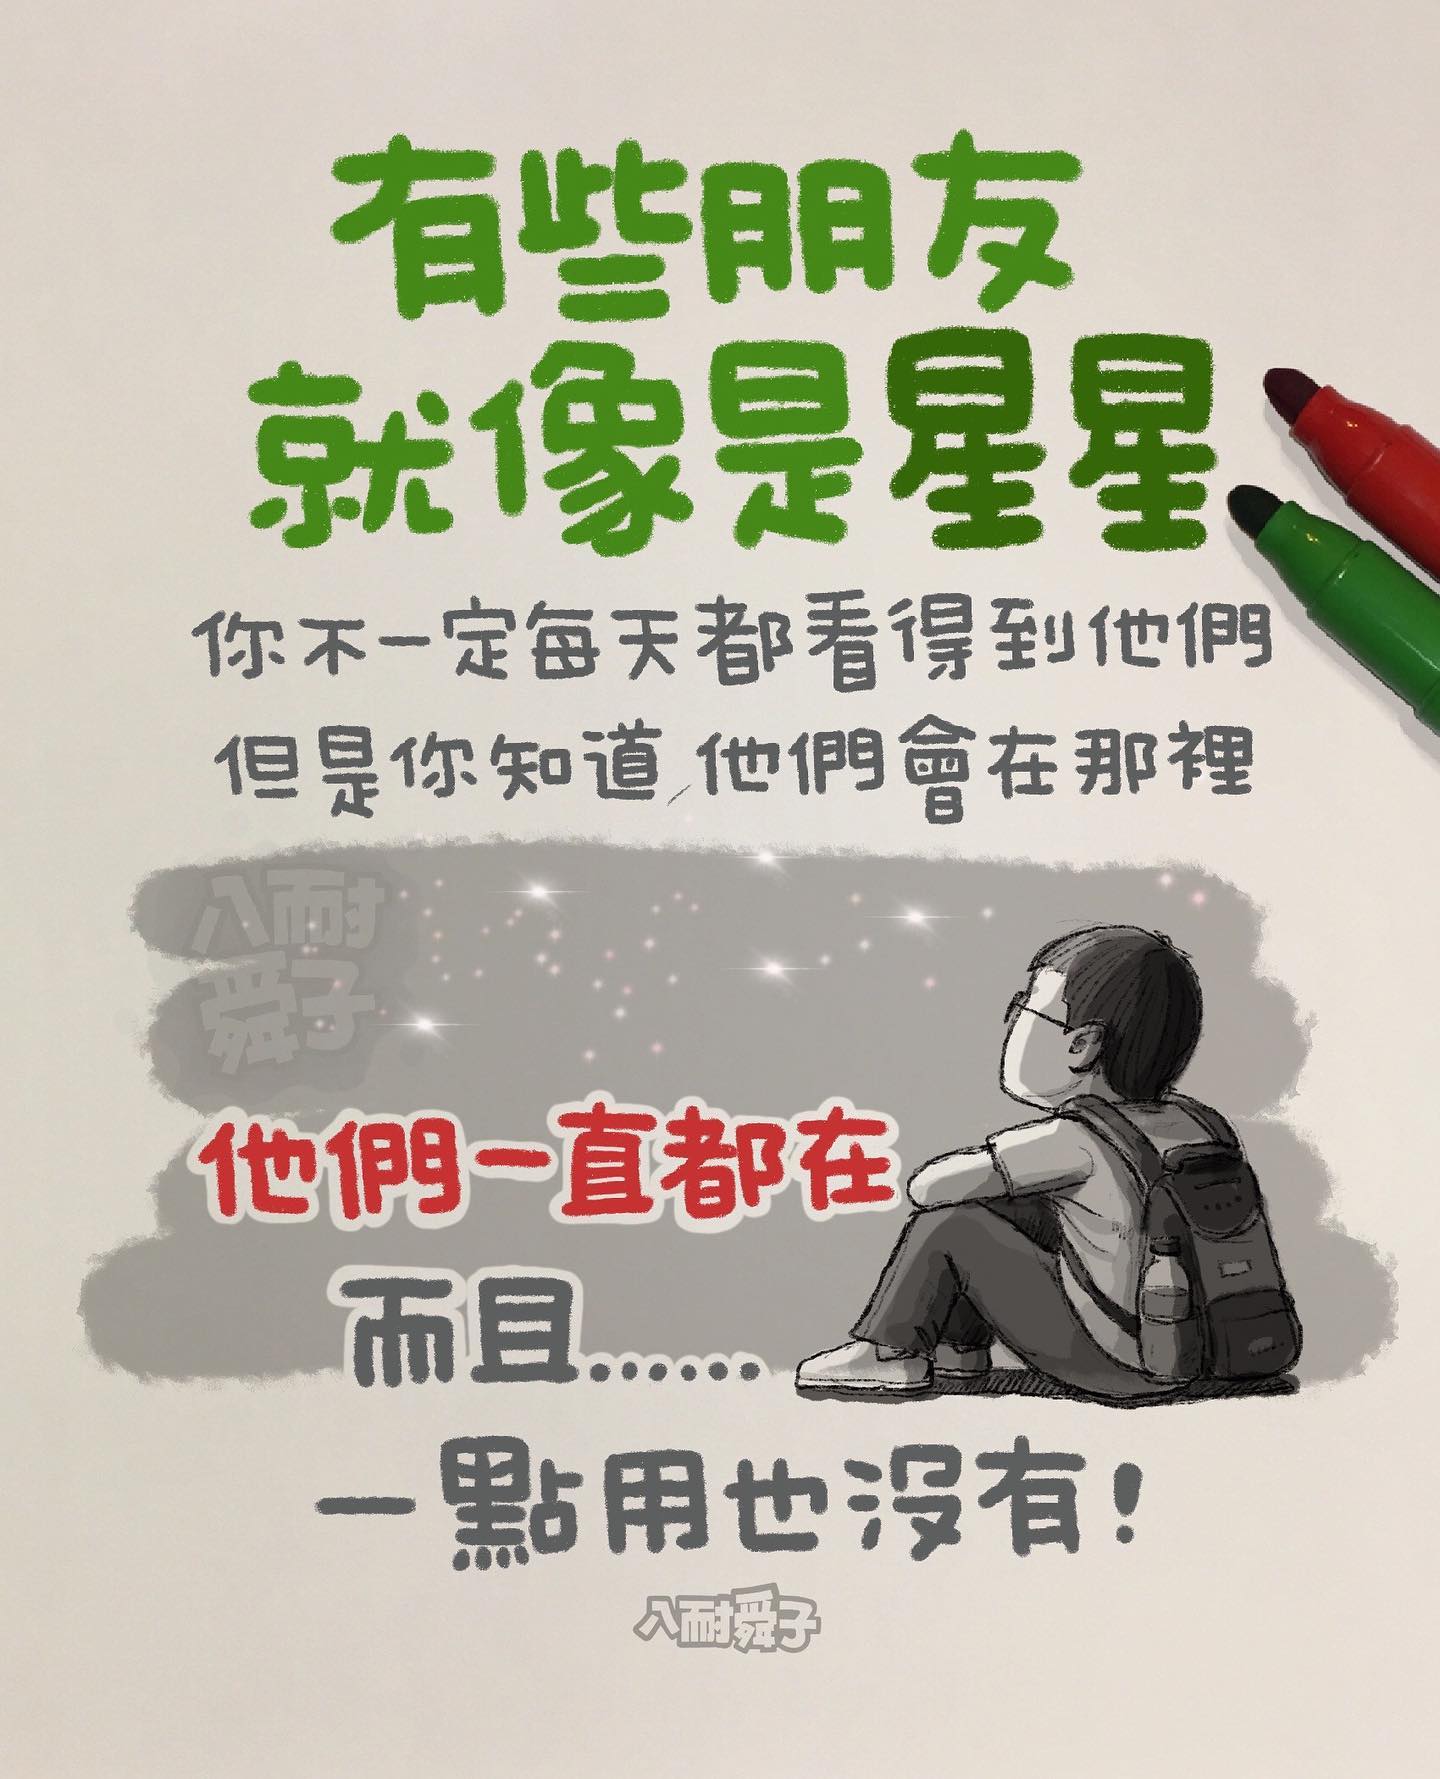 有些朋友
就像是星星
你不一定每天都看得到他們
但是你知道,他們會在那裡
八耐
舜子
他們一直都在
而且......
一點用也沒有!
八耐舜子